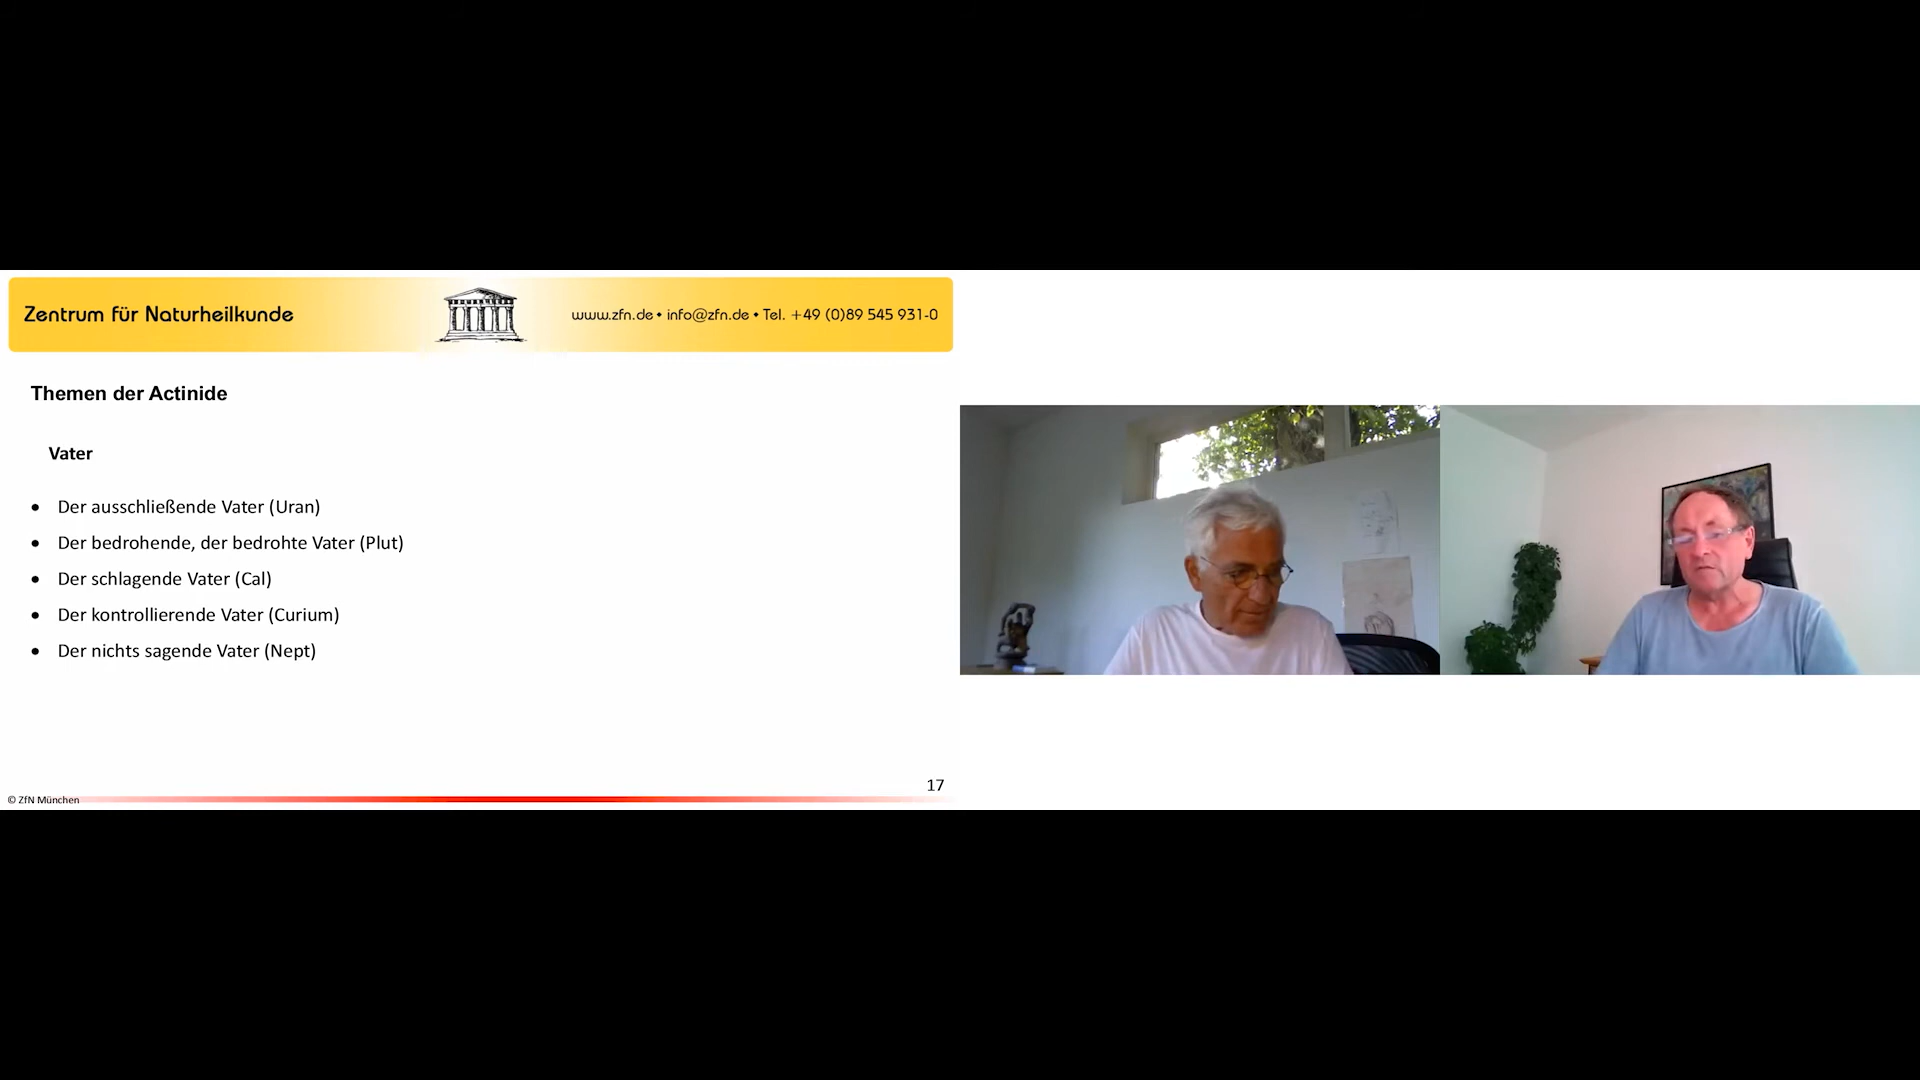 Zentrum für Naturheilkunde
www.zfn.de • info@zfn.de • Tel. +49 (0)89 545 931-0
Themen der Actinide
Vater
• Der ausschließende Vater (Uran)
• Der bedrohende, der bedrohte Vater (Plut)
• Der schlagende Vater (Cal)
• Der kontrollierende Vater (Curium)
• Der nichts sagende Vater (Nept)
17
© ZfN München